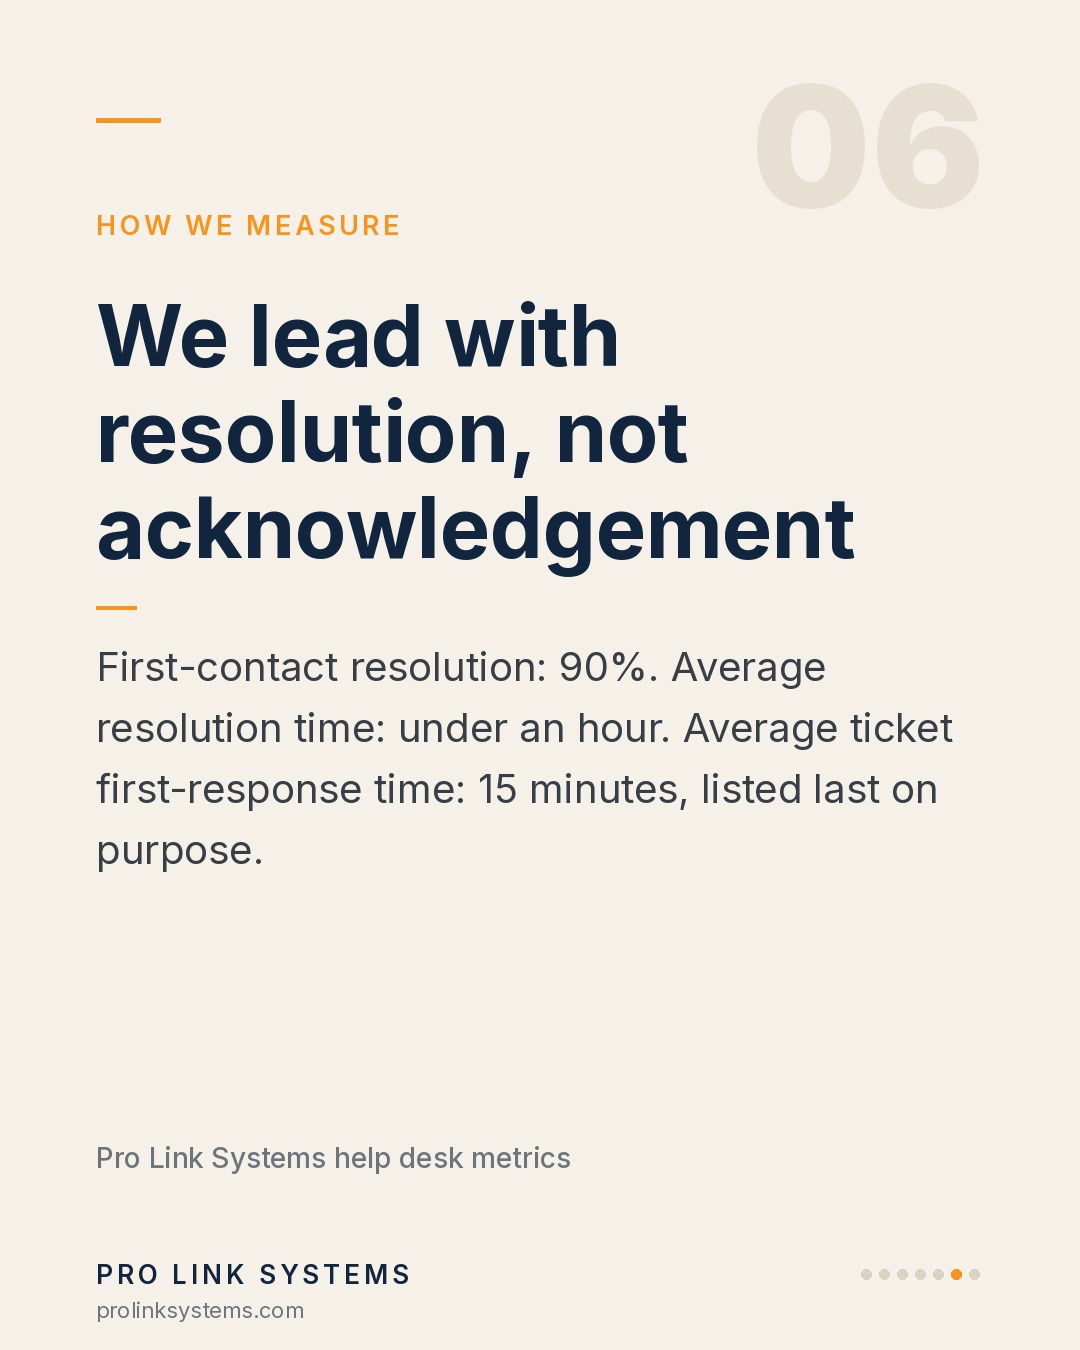 06
HOW WE MEASURE
We lead with
resolution, not
acknowledgement
First-contact resolution: 90%. Average
resolution time: under an hour. Average ticket
first-response time: 15 minutes, listed last on
purpose.
Pro Link Systems help desk metrics
PRO LINK SYSTEMS
prolinksystems.com